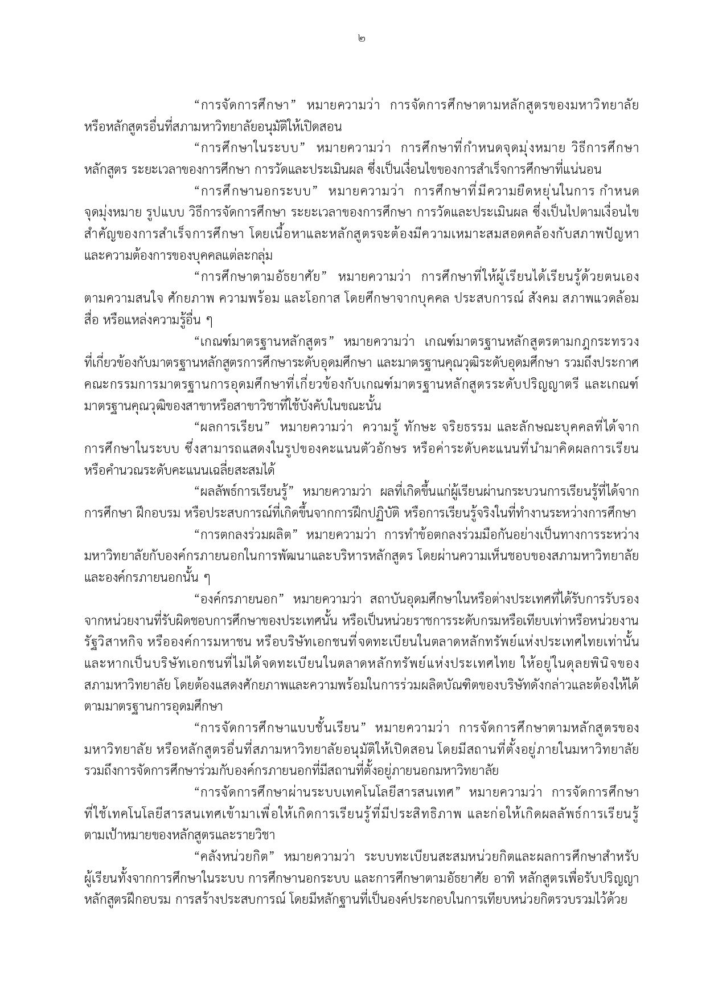 ๒
“การจัดการศึกษา” หมายความว่า การจัดการศึกษาตามหลักสูตรของมหาวิทยาลัย
หรือหลักสูตรอื่นที่สภามหาวิทยาลัยอนุมัติให้เปิดสอน
“การศึกษาในระบบ” หมายความว่า การศึกษาที่กำหนดจุดมุ่งหมาย วิธีการศึกษา
หลักสูตร ระยะเวลาของการศึกษา การวัดและประเมินผล ซึ่งเป็นเงื่อนไขของการสำเร็จการศึกษาที่แน่นอน
“การศึกษานอกระบบ” หมายความว่า การศึกษาที่มีความยืดหยุ่นในการ กำหนด
จุดมุ่งหมาย รูปแบบ วิธีการจัดการศึกษา ระยะเวลาของการศึกษา การวัดและประเมินผล ซึ่งเป็นไปตามเงื่อนไข
สำคัญของการสำเร็จการศึกษา โดยเนื้อหาและหลักสูตรจะต้องมีความเหมาะสมสอดคล้องกับสภาพปัญหา
และความต้องการของบุคคลแต่ละกลุ่ม
“การศึกษาตามอัธยาศัย” หมายความว่า การศึกษาที่ให้ผู้เรียนได้เรียนรู้ด้วยตนเอง
ตามความสนใจ ศักยภาพ ความพร้อม และโอกาส โดยศึกษาจากบุคคล ประสบการณ์ สังคม สภาพแวดล้อม
สื่อ หรือแหล่งความรู้อื่น ๆ
“เกณฑ์มาตรฐานหลักสูตร” หมายความว่า เกณฑ์มาตรฐานหลักสูตรตามกฎกระทรวง
ที่เกี่ยวข้องกับมาตรฐานหลักสูตรการศึกษาระดับอุดมศึกษา และมาตรฐานคุณวุฒิระดับอุดมศึกษา รวมถึงประกาศ
คณะกรรมการมาตรฐานการอุดมศึกษาที่เกี่ยวข้องกับเกณฑ์มาตรฐานหลักสูตรระดับปริญญาตรี และเกณฑ์
มาตรฐานคุณวุฒิของสาขาหรือสาขาวิชาที่ใช้บังคับในขณะนั้น
“ผลการเรียน” หมายความว่า ความรู้ ทักษะ จริยธรรม และลักษณะบุคคลที่ได้จาก
การศึกษาในระบบ ซึ่งสามารถแสดงในรูปของคะแนนตัวอักษร หรือค่าระดับคะแนนที่นำมาคิดผลการเรียน
หรือคำนวณระดับคะแนนเฉลี่ยสะสมได้
“ผลลัพธ์การเรียนรู้” หมายความว่า ผลที่เกิดขึ้นแก่ผู้เรียนผ่านกระบวนการเรียนรู้ที่ได้จาก
การศึกษา ฝึกอบรม หรือประสบการณ์ที่เกิดขึ้นจากการฝึกปฏิบัติ หรือการเรียนรู้จริงในที่ทำงานระหว่างการศึกษา
“การตกลงร่วมผลิต” หมายความว่า การทำข้อตกลงร่วมมือกันอย่างเป็นทางการระหว่าง
มหาวิทยาลัยกับองค์กรภายนอกในการพัฒนาและบริหารหลักสูตร โดยผ่านความเห็นชอบของสภามหาวิทยาลัย
และองค์กรภายนอกนั้น ๆ
“องค์กรภายนอก” หมายความว่า สถาบันอุดมศึกษาในหรือต่างประเทศที่ได้รับการรับรอง
จากหน่วยงานที่รับผิดชอบการศึกษาของประเทศนั้น หรือเป็นหน่วยราชการระดับกรมหรือเทียบเท่าหรือหน่วยงาน
รัฐวิสาหกิจ หรือองค์การมหาชน หรือบริษัทเอกชนที่จดทะเบียนในตลาดหลักทรัพย์แห่งประเทศไทยเท่านั้น
และหากเป็นบริษัทเอกชนที่ไม่ได้จดทะเบียนในตลาดหลักทรัพย์แห่งประเทศไทย ให้อยู่ในดุลยพินิจของ
สภามหาวิทยาลัย โดยต้องแสดงศักยภาพและความพร้อมในการร่วมผลิตบัณฑิตของบริษัทดังกล่าวและต้องให้ได้
ตามมาตรฐานการอุดมศึกษา
“การจัดการศึกษาแบบชั้นเรียน” หมายความว่า การจัดการศึกษาตามหลักสูตรของ
มหาวิทยาลัย หรือหลักสูตรอื่นที่สภามหาวิทยาลัยอนุมัติให้เปิดสอน โดยมีสถานที่ตั้งอยู่ภายในมหาวิทยาลัย
รวมถึงการจัดการศึกษาร่วมกับองค์กรภายนอกที่มีสถานที่ตั้งอยู่ภายนอกมหาวิทยาลัย
“การจัดการศึกษาผ่านระบบเทคโนโลยีสารสนเทศ” หมายความว่า การจัดการศึกษา
ที่ใช้เทคโนโลยีสารสนเทศเข้ามาเพื่อให้เกิดการเรียนรู้ที่มีประสิทธิภาพ และก่อให้เกิดผลลัพธ์การเรียนรู้
ตามเป้าหมายของหลักสูตรและรายวิชา
“คลังหน่วยกิต” หมายความว่า ระบบทะเบียนสะสมหน่วยกิตและผลการศึกษาสำหรับ
ผู้เรียนทั้งจากการศึกษาในระบบ การศึกษานอกระบบ และการศึกษาตามอัธยาศัย อาทิ หลักสูตรเพื่อรับปริญญา
หลักสูตรฝึกอบรม การสร้างประสบการณ์ โดยมีหลักฐานที่เป็นองค์ประกอบในการเทียบหน่วยกิตรวบรวมไว้ด้วย